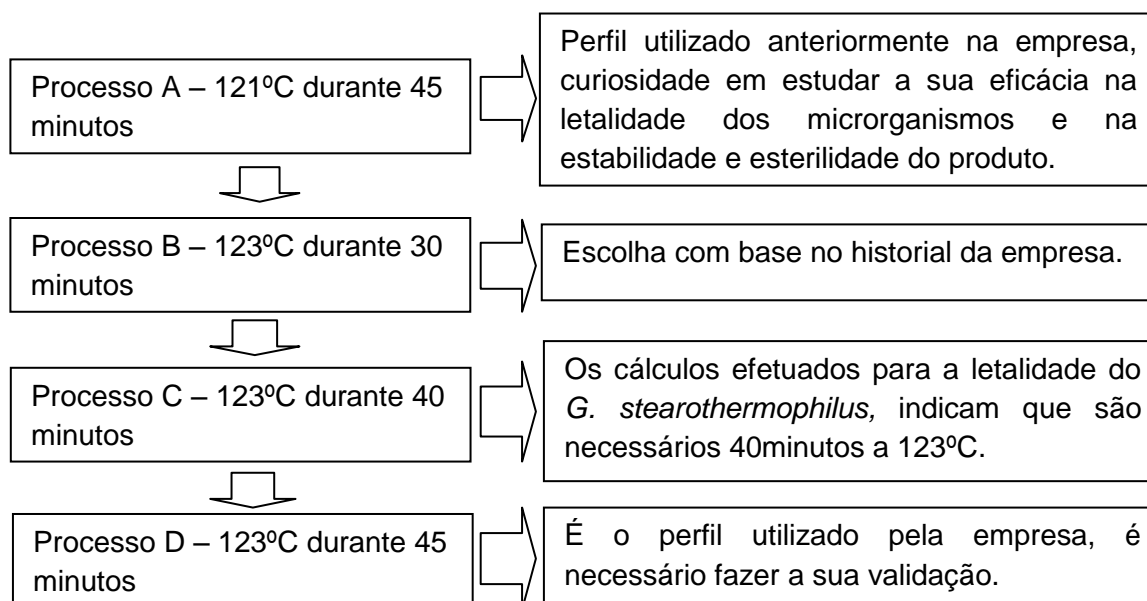 Processo A – 121ºC durante 45
minutos
Perfil utilizado anteriormente na empresa,
curiosidade em estudar a sua eficácia na
letalidade dos microrganismos e na
estabilidade e esterilidade do produto.
Processo B – 123ºC durante 30
minutos
Escolha com base no historial da empresa.
Processo C – 123ºC durante 40
minutos
Os cálculos efetuados para a letalidade do
G. stearothermophilus, indicam que são
necessários 40minutos a 123ºC.
Processo D – 123ºC durante 45
minutos
É o perfil utilizado pela empresa, é
necessário fazer a sua validação.